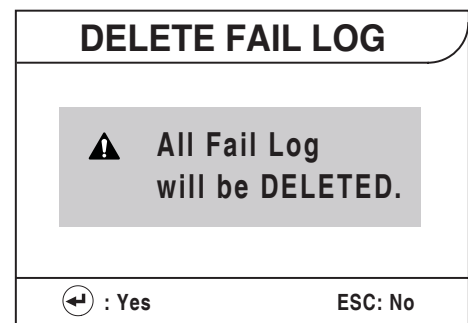 DELETE FAIL LOG
All Fail Log
will be DELETED.
: Yes
ESC: No